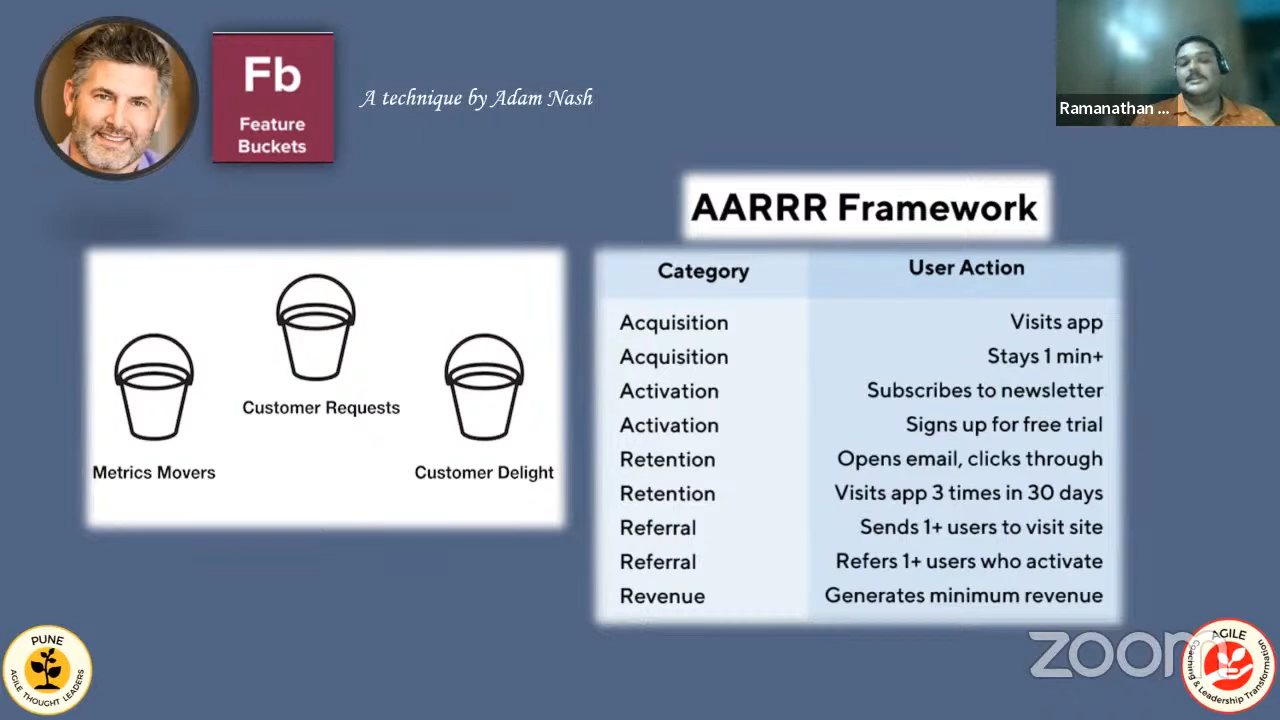 Fb
Feature
Buckets
A technique by Adam Nash
Ramanathan ...
AARRR Framework
Category User Action
Acquisition Visits app
Acquisition Stays 1 min+
Activation Subscribes to newsletter
Activation Signs up for free trial
Retention Opens email, clicks through
Retention Visits app 3 times in 30 days
Referral Sends 1+ users to visit site
Referral Refers 1+ users who activate
Revenue Generates minimum revenue
Customer Requests
Metrics Movers
Customer Delight
PUNE
AGILE THOUGHT LEADERS
zoom
AGILE
Coaching & Leadership Transformation